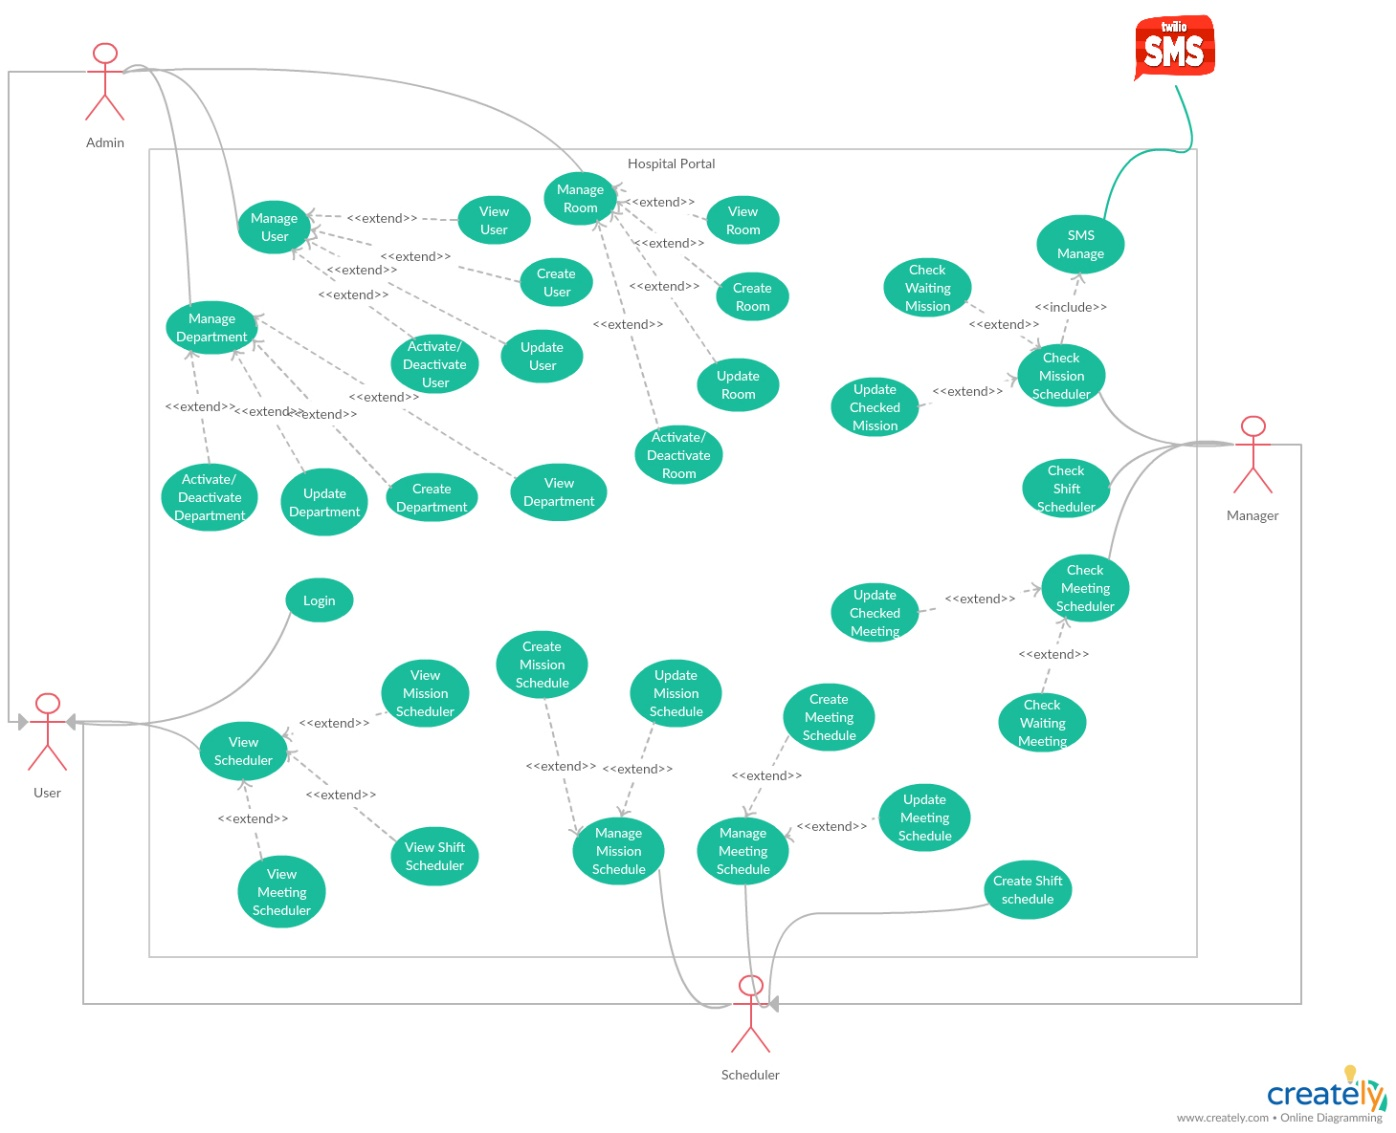 twilio
SMS
Admin
Hospital Portal
Manage
User
<<extend>>
View
User
<<extend>>
Create
User
<<extend>>
Update
User
<<extend>>
Activate/
Deactivate
User
Manage
Room
<<extend>>
View
Room
<<extend>>
Create
Room
<<extend>>
Update
Room
<<extend>>
Activate/
Deactivate
Room
SMS
Manage
<<include>>
Check
Waiting
Mission
<<extend>>
Check
Mission
Scheduler
Update
Checked
Mission
<<extend>>
Manage
Department
<<extend>>
<<extend>>
<<extend>>
<<extend>>
Activate/
Deactivate
Department
Update
Department
Create
Department
View
Department
Check
Shift
Scheduler
Manager
Check
Meeting
Scheduler
<<extend>>
Update
Checked
Meeting
<<extend>>
Check
Waiting
Meeting
Login
User
View
Scheduler
<<extend>>
View
Mission
Scheduler
<<extend>>
View Shift
Scheduler
<<extend>>
View
Meeting
Scheduler
Create
Mission
Schedule
Update
Mission
Schedule
<<extend>>
<<extend>>
Manage
Mission
Schedule
Create
Meeting
Schedule
<<extend>>
Manage
Meeting
Schedule
<<extend>>
Update
Meeting
Schedule
Create Shift
schedule
Scheduler
creately
www.creately.com • Online Diagramming